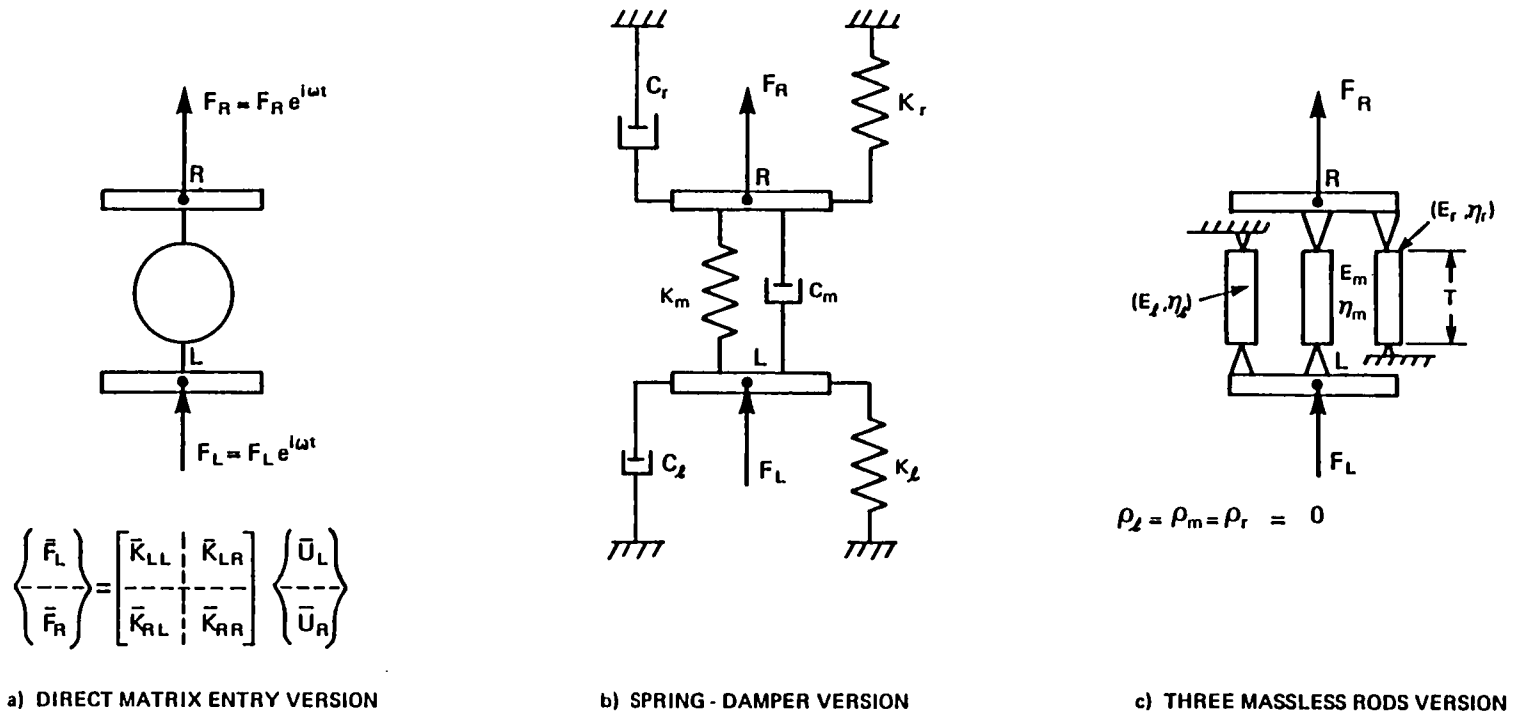 F_R = F_R e^{iωt}
R
L
F_L = F_L e^{iωt}
{F̄_L / F̄_R} = [K̄_LL K̄_LR / K̄_RL K̄_RR] {Ū_L / Ū_R}
a) DIRECT MATRIX ENTRY VERSION
C_r
F_R
K_r
R
K_m
C_m
L
C_ℓ
F_L
K_ℓ
b) SPRING - DAMPER VERSION
F_R
R
(E_r, η_r)
E_m
η_m
T
(E_ℓ, η_ℓ)
L
F_L
ρ_ℓ = ρ_m = ρ_r = 0
c) THREE MASSLESS RODS VERSION